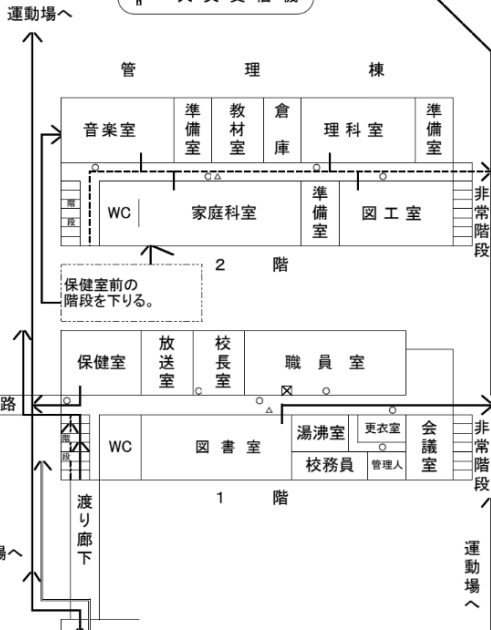 運動場へ
管理棟
音楽室
準備室
教材室
倉庫
理科室
準備室
階段
WC
家庭科室
準備室
図工室
非常階段
保健室前の
階段を下りる。
2階
保健室
放送室
校長室
職員室
路
階段
WC
図書室
湯沸室
更衣室
会議室
非常階段
校務員
管理人
1階
渡り廊下
場へ
運動場へ